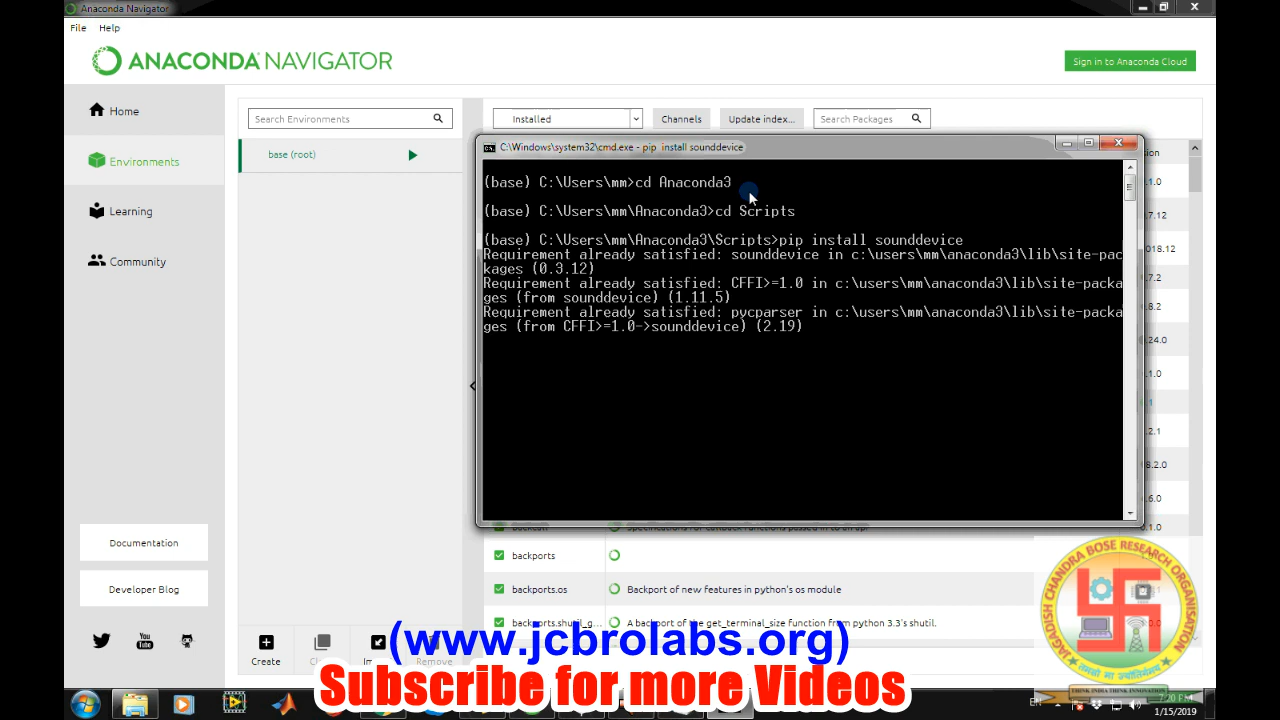 Anaconda Navigator
File Help
ANACONDA NAVIGATOR
Sign in to Anaconda Cloud
Home
Environments
Learning
Community
Documentation
Developer Blog
Search Environments
base (root)
Installed
Channels
Update index...
Search Packages
C:\Windows\system32\cmd.exe - pip install sounddevice
(base) C:\Users\mm>cd Anaconda3
(base) C:\Users\mm\Anaconda3>cd Scripts
(base) C:\Users\mm\Anaconda3\Scripts>pip install sounddevice
Requirement already satisfied: sounddevice in c:\users\mm\anaconda3\lib\site-pac
kages (0.3.12)
Requirement already satisfied: CFFI>=1.0 in c:\users\mm\anaconda3\lib\site-packa
ges (from sounddevice) (1.11.5)
Requirement already satisfied: pycparser in c:\users\mm\anaconda3\lib\site-packa
ges (from CFFI>=1.0->sounddevice) (2.19)
backports
backports.os Backport of new features in python's os module
backports.shutil_g... A backport of the get_terminal_size function from python 3.3's shutil.
Create
Remove
(www.jcbrolabs.org)
Subscribe for more Videos
JAGADISH CHANDRA BOSE RESEARCH ORGANISATION
THINK INDIA THINK INNOVATION
EN
7:20 PM
1/15/2019